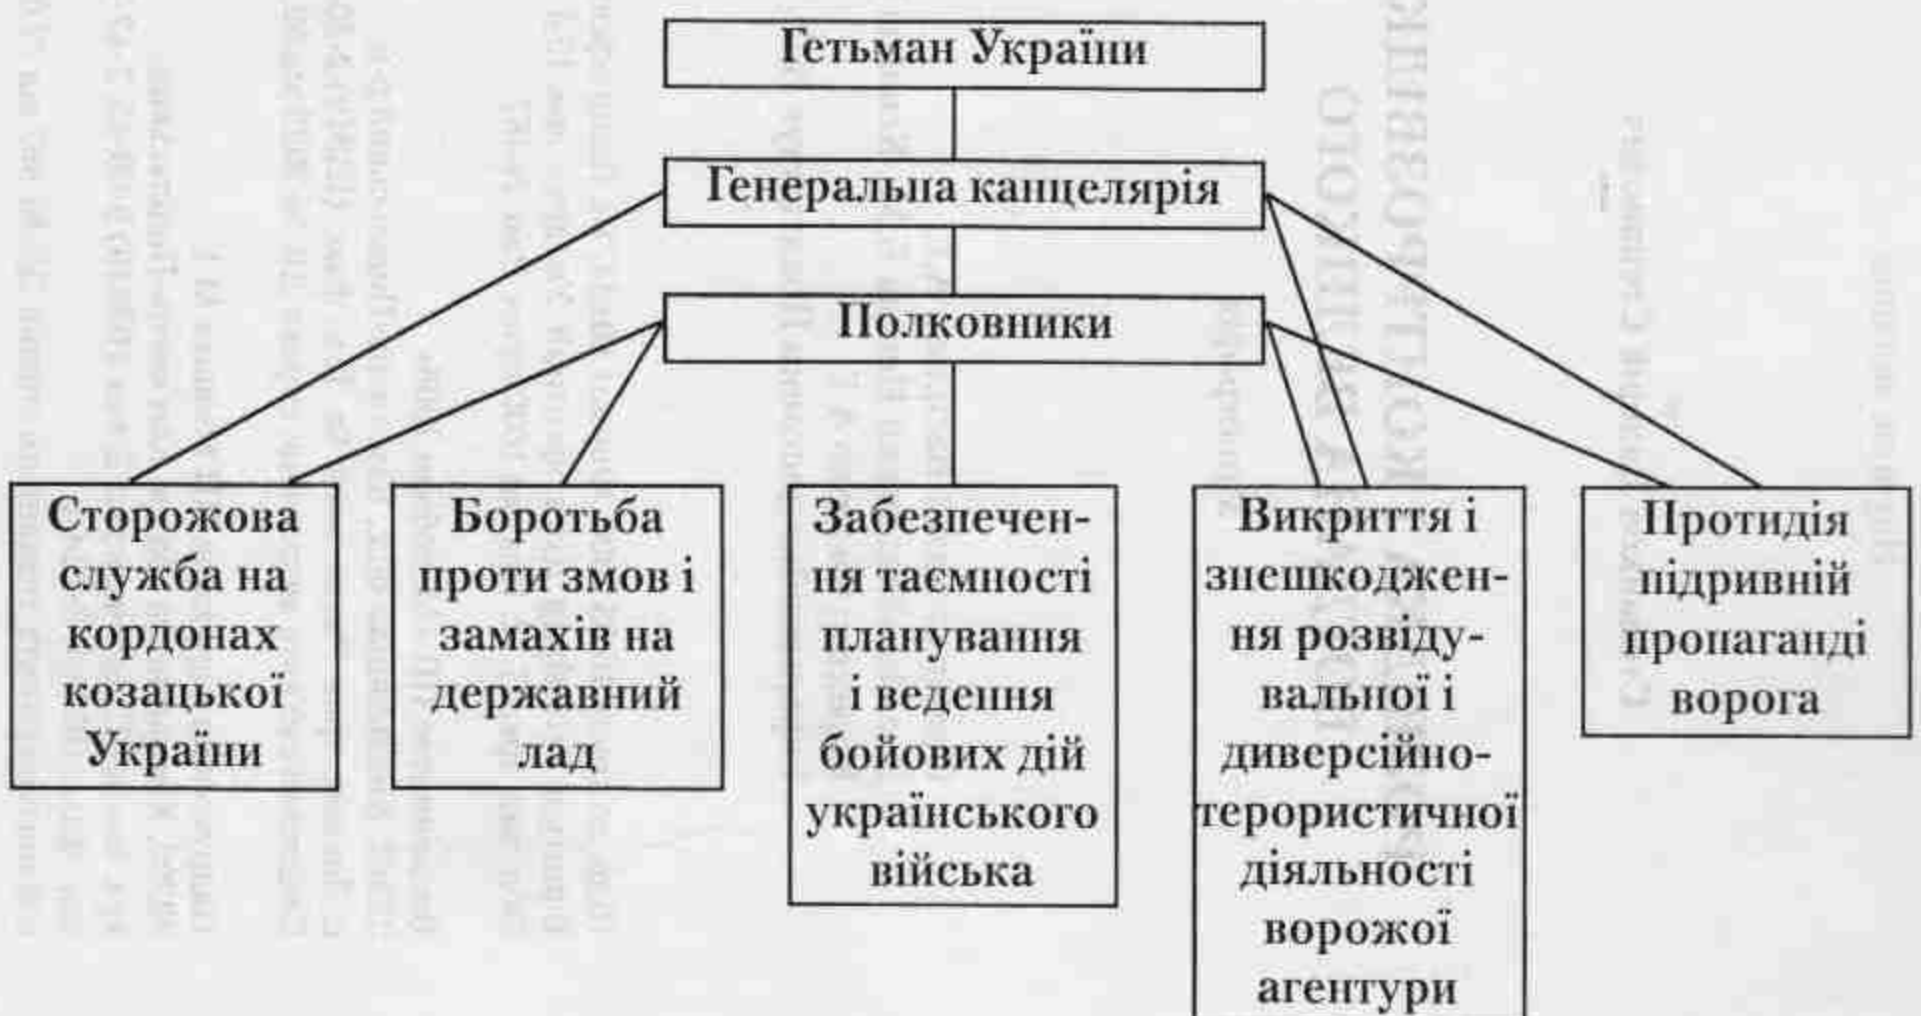 Гетьман України
Генеральна канцелярія
Полковники
Сторожова
служба на
кордонах
козацької
України
Боротьба
проти змов і
замахів на
державний
лад
Забезпечен-
ня таємності
планування
і ведення
бойових дій
українського
війська
Викриття і
знешкоджен-
ня розвіду-
вальної і
диверсійно-
терористичної
діяльності
ворожої
агентури
Протидія
підривній
пропаганді
ворога